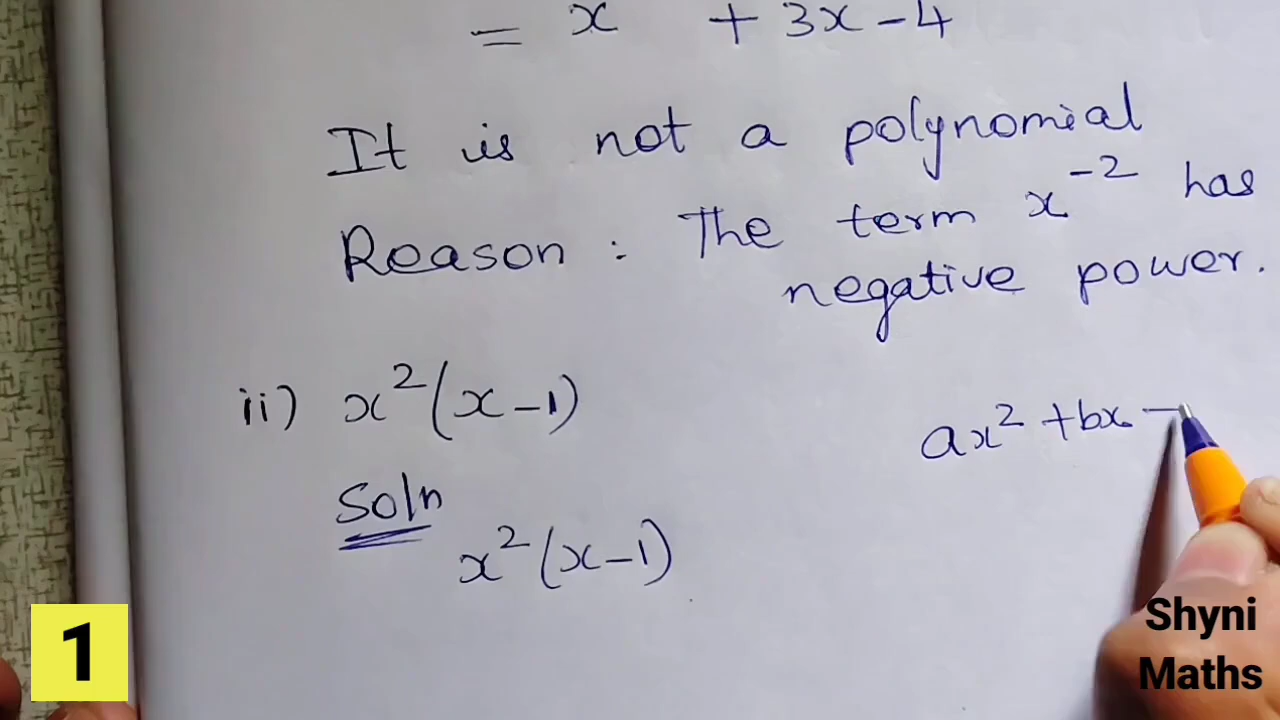 = x + 3x - 4
It is not a polynomial
Reason : The term x⁻² has
negative power.
ii) x²(x-1)
ax² + bx
Soln
x²(x-1)
1
Shyni
Maths